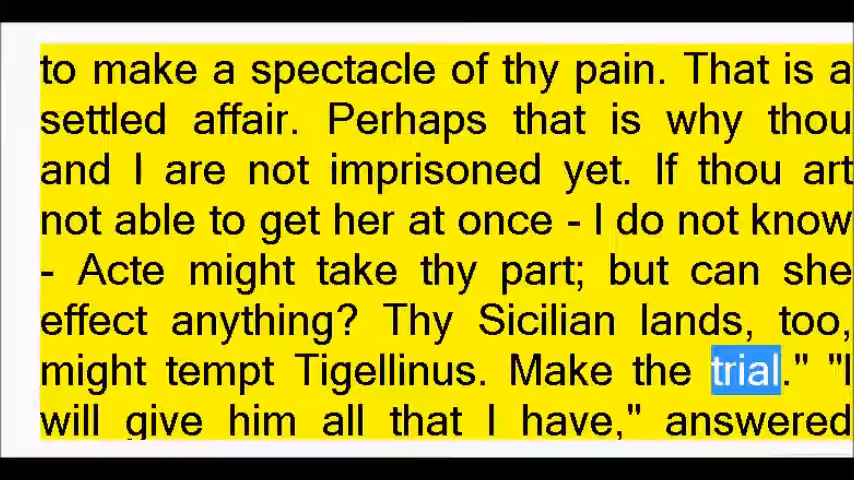 to make a spectacle of thy pain. That is a
settled affair. Perhaps that is why thou
and I are not imprisoned yet. If thou art
not able to get her at once - I do not know
- Acte might take thy part; but can she
effect anything? Thy Sicilian lands, too,
might tempt Tigellinus. Make the trial." "I
will give him all that I have," answered